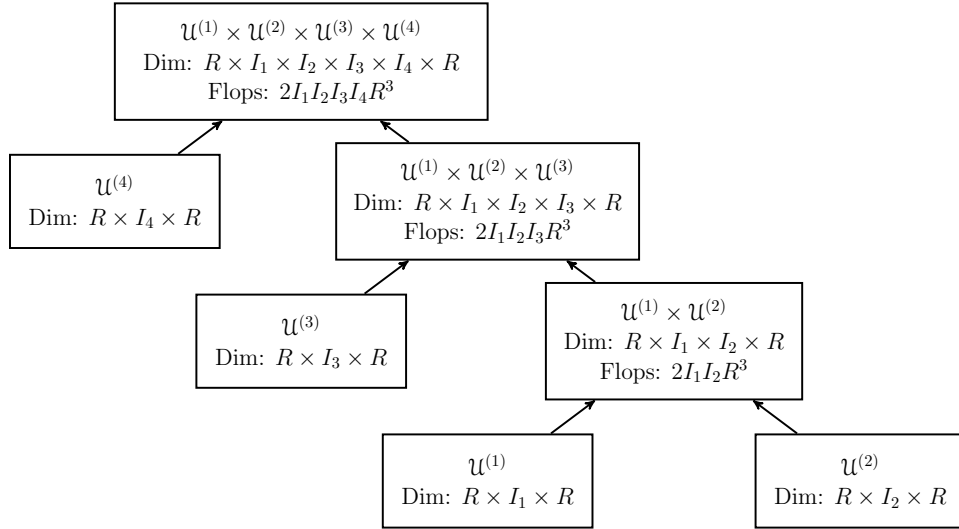 𝒰⁽¹⁾ × 𝒰⁽²⁾ × 𝒰⁽³⁾ × 𝒰⁽⁴⁾
Dim: R × I₁ × I₂ × I₃ × I₄ × R
Flops: 2I₁I₂I₃I₄R³
𝒰⁽⁴⁾
Dim: R × I₄ × R
𝒰⁽¹⁾ × 𝒰⁽²⁾ × 𝒰⁽³⁾
Dim: R × I₁ × I₂ × I₃ × R
Flops: 2I₁I₂I₃R³
𝒰⁽³⁾
Dim: R × I₃ × R
𝒰⁽¹⁾ × 𝒰⁽²⁾
Dim: R × I₁ × I₂ × R
Flops: 2I₁I₂R³
𝒰⁽¹⁾
Dim: R × I₁ × R
𝒰⁽²⁾
Dim: R × I₂ × R